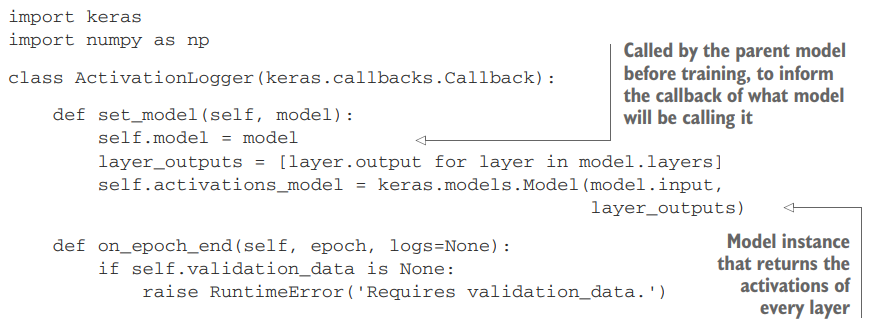 import keras
import numpy as np
class ActivationLogger(keras.callbacks.Callback):
def set_model(self, model):
self.model = model
layer_outputs = [layer.output for layer in model.layers]
self.activations_model = keras.models.Model(model.input,
layer_outputs)
def on_epoch_end(self, epoch, logs=None):
if self.validation_data is None:
raise RuntimeError('Requires validation_data.')
Called by the parent model
before training, to inform
the callback of what model
will be calling it
Model instance
that returns the
activations of
every layer